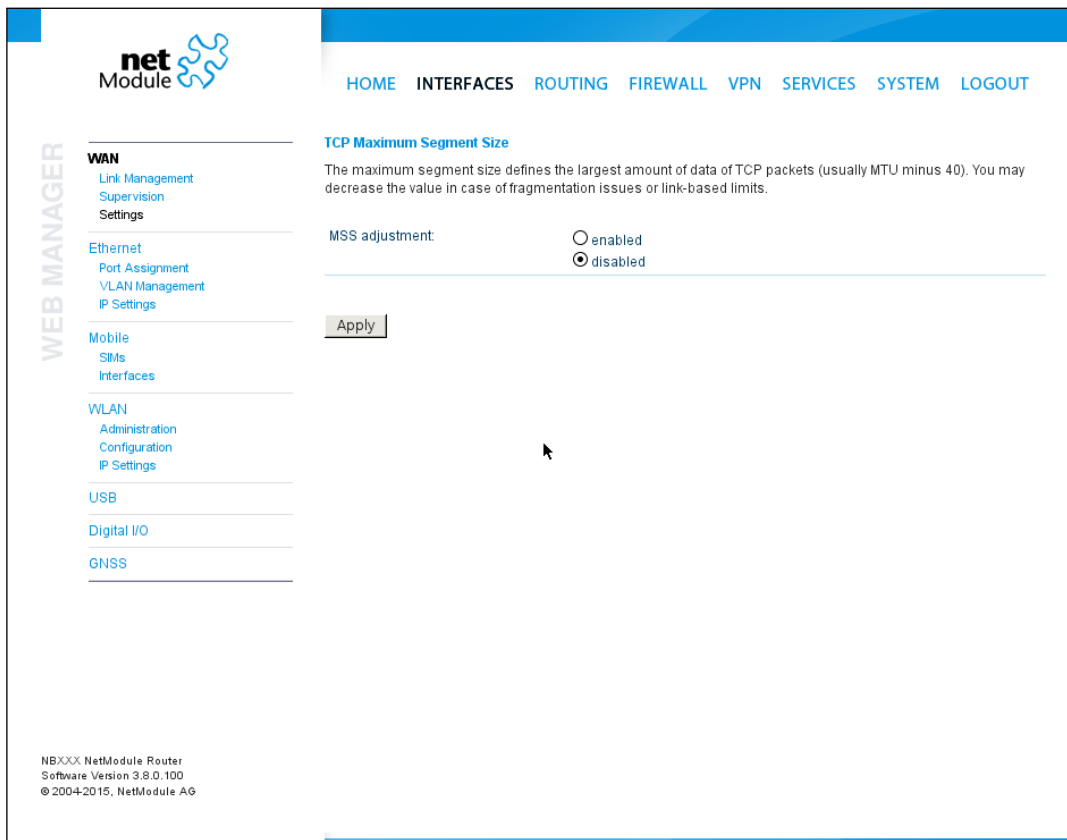 net
Module
HOME INTERFACES ROUTING FIREWALL VPN SERVICES SYSTEM LOGOUT
WEB MANAGER
WAN
Link Management
Supervision
Settings
Ethernet
Port Assignment
VLAN Management
IP Settings
Mobile
SIMs
Interfaces
WLAN
Administration
Configuration
IP Settings
USB
Digital I/O
GNSS
TCP Maximum Segment Size
The maximum segment size defines the largest amount of data of TCP packets (usually MTU minus 40). You may
decrease the value in case of fragmentation issues or link-based limits.
MSS adjustment:
enabled
disabled
Apply
NBXXX NetModule Router
Software Version 3.8.0.100
© 2004-2015, NetModule AG